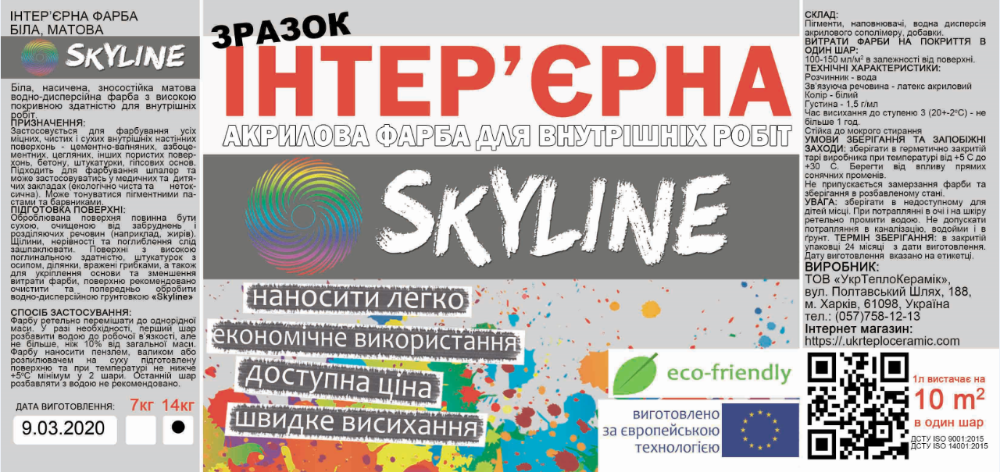 ІНТЕР’ЄРНА ФАРБА
БІЛА, МАТОВА
SKYLINE
Біла, насичена, зносостійка матова
водно-дисперсійна фарба з високою
покривною здатністю для внутрішніх
робіт.
ПРИЗНАЧЕННЯ:
Застосовується для фарбування усіх
міцних, чистих і сухих внутрішніх настінних
поверхонь - цементно-вапняних, азбоце-
ментних, цегляних, інших пористих повер-
хонь, бетону, штукатурки, гіпсових основ.
Підходить для фарбування шпалер та
може застосовуватись у медичних та дитя-
чих закладах (екологічно чиста та неток-
сична). Може тонуватися пігментними па-
стами та барвниками.
ПІДГОТОВКА ПОВЕРХНІ:
Оброблювана поверхня повинна бути
сухою, очищеною від забруднень і
розділяючих речовин (наприклад, жирів).
Щілини, нерівності та поглиблення слід
зашпаклювати. Поверхні з високою
поглинальною здатністю, штукатурок з
осипом, ділянки, вражені грибками, а також
для укріплення основи та зменшення
витрати фарби, поверхню рекомендовано
очистити та попередньо обробити
водно-дисперсійною грунтовкою «Skyline»
СПОСІБ ЗАСТОСУВАННЯ:
Фарбу ретельно перемішати до однорідної
маси. У разі необхідності, перший шар
розбавити водою до робочої в’язкості, але
не більше, ніж 10% від загальної маси.
Фарбу наносити пензлем, валиком або
розпилювачем на суху підготовлену
поверхню та при температурі не нижче
+5ºС мінімум у 2 шари. Останній шар
розбавляти з водою не рекомендовано.
ДАТА ВИГОТОВЛЕННЯ: 7кг 14кг
9.03.2020
ЗРАЗОК
ІНТЕР’ЄРНА
АКРИЛОВА ФАРБА ДЛЯ ВНУТРІШНІХ РОБІТ
SKYLINE
наносити легко
економічне використання
доступна ціна
швидке висихання
eco-friendly
виготовлено
за європейською
технологією
СКЛАД:
Пігменти, наповнювачі, водна дисперсія
акрилового сополімеру, добавки.
ВИТРАТИ ФАРБИ НА ПОКРИТТЯ В
ОДИН ШАР:
100-150 мл/м² в залежності від поверхні.
ТЕХНІЧНІ ХАРАКТЕРИСТИКИ:
Розчинник - вода
Зв’язуюча речовина - латекс акриловий
Колір - білий
Густина - 1,5 г/мл
Час висихання до ступеню 3 (20+-2ºС) - не
більше 1 год.
Стійка до мокрого стирання
УМОВИ ЗБЕРІГАННЯ ТА ЗАПОБІЖНІ
ЗАХОДИ: зберігати в герметично закритій
тарі виробника при температурі від +5 С до
+30 С. Берегти від впливу прямих
сонячних променів.
Не припускається замерзання фарби та
зберігання в розбавленому стані.
УВАГА: зберігати в недоступному для
дітей місці. При потраплянні в очі і на шкіру
ретельно промити водою. Не допускати
потрапляння в каналізацію, водойми і в
ґрунт. ТЕРМІН ЗБЕРІГАННЯ: в закритій
упаковці 24 місяці з дати виготовлення.
Дату виготовлення вказано на етикетці.
ВИРОБНИК:
ТОВ «УкрТеплоКерамік»,
вул. Полтавський Шлях, 188,
м. Харків, 61098, Україна
тел.: (057)758-12-13
Інтернет магазин:
https://.ukrteploceramic.com
1л вистачає на
10 m²
в один шар
ДСТУ ISO 9001:2015
ДСТУ ISO 14001:2015